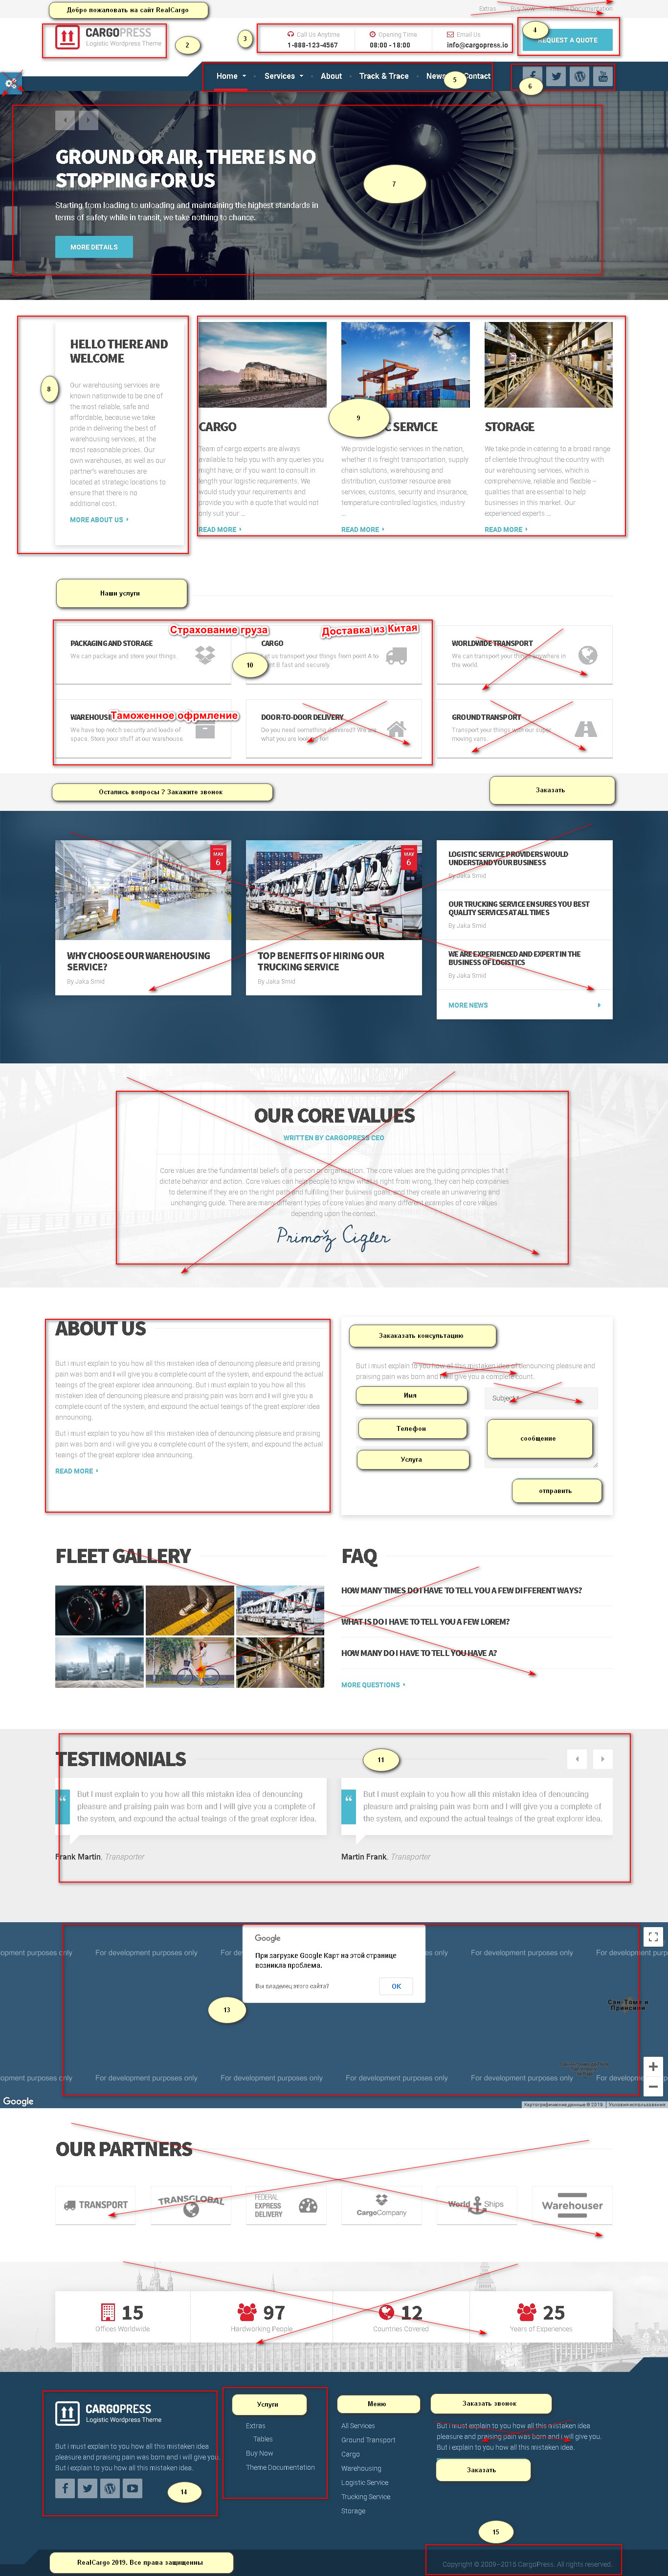 Добро пожаловать на сайт RealCargo
Extras
Buy Now
Theme Documentation
CARGOPRESS
Logistic WordPress Theme
2
3
Call Us Anytime
1-888-123-4567
Opening Time
08:00 - 18:00
Email Us
info@cargopress.io
4
REQUEST A QUOTE
Home
Services
About
Track & Trace
News
Contact
5
6
GROUND OR AIR, THERE IS NO
STOPPING FOR US
Starting from loading to unloading and maintaining the highest standards in
terms of safety while in transit, we take nothing to chance.
MORE DETAILS
7
HELLO THERE AND
WELCOME
8
Our warehousing services are
known nationwide to be one of
the most reliable, safe and
affordable, because we take
pride in delivering the best of
warehousing services, at the
most reasonable prices. Our
own warehouses, as well as our
partner's warehouses are
located at strategic locations to
ensure that there is no
additional cost.
MORE ABOUT US
9
CARGO
Team of cargo experts are always
available to help you with any queries you
might have, or if you want to consult in
length your logistic requirements. We
would study your requirements and
provide you with a quote that would not
only suit your ...
READ MORE
C SERVICE
We provide logistic services in the nation,
whether it is freight transportation, supply
chain solutions, warehousing and
distribution, customer resource area
services, customs, security and insurance,
temperature controlled logistics, industry
...
READ MORE
STORAGE
We take pride in catering to a broad range
of clientele throughout the country with
our warehousing services, which is
comprehensive, reliable and flexible –
qualities that are essential to help
businesses in this market. Our
experienced experts ...
READ MORE
Наши услуги
Страхование груза
Доставка из Китая
PACKAGING AND STORAGE
We can package and store your things.
10
CARGO
Let us transport your things from point A to
point B fast and securely.
WORLDWIDE TRANSPORT
We can transport your things anywhere in
the world.
WAREHOUSI
Таможенное офрмление
We have top notch security and loads of
space. Store your stuff at our warehouse.
DOOR-TO-DOOR DELIVERY
Do you need something delivered? We are
what you are looking for!
GROUND TRANSPORT
Transport your things with our super
moving vans.
Остались вопросы ? Закажите звонок
Заказать
MAY
6
MAY
6
WHY CHOOSE OUR WAREHOUSING
SERVICE?
By Jaka Smid
TOP BENEFITS OF HIRING OUR
TRUCKING SERVICE
By Jaka Smid
LOGISTIC SERVICE PROVIDERS WOULD
UNDERSTAND YOUR BUSINESS
By Jaka Smid
OUR TRUCKING SERVICE ENSURES YOU BEST
QUALITY SERVICES AT ALL TIMES
By Jaka Smid
WE ARE EXPERIENCED AND EXPERT IN THE
BUSINESS OF LOGISTICS
By Jaka Smid
MORE NEWS
OUR CORE VALUES
WRITTEN BY CARGOPRESS CEO
Core values are the fundamental beliefs of a person or organization. The core values are the guiding principles that t
dictate behavior and action. Core values can help people to know what is right from wrong, they can help companies
to determine if they are on the right path and fulfilling their business goals; and they create an unwavering and
unchanging guide. There are many different types of core values and many different examples of core values
depending upon the context.
Primož Cigler
ABOUT US
But i must explain to you how all this mistaken idea of denouncing pleasure and praising
pain was born and I will give you a complete count of the system, and expound the actual
teaings of the great explorer idea announcing. But I must explain to you how all this
mistaken idea of denouncing pleasure and praising pain was born and I will give you a
complete count of the system, and expound the actual teaings of the great explorer idea
announcing.
But i must explain to you how all this mistaken idea of denouncing pleasure and praising
pain was born and I will give you a complete count of the system, and expound the actual
teaings of the great explorer idea announcing.
READ MORE
Закаказать консультацию
But i must explain to you how all this mistaken idea of denouncing pleasure and
praising pain was born and I will give you a complete count.
Имя
Телефон
Услуга
Subject
сообщение
отправить
FLEET GALLERY
FAQ
HOW MANY TIMES DO I HAVE TO TELL YOU A FEW DIFFERENT WAYS?
WHAT IS DO I HAVE TO TELL YOU A FEW LOREM?
HOW MANY DO I HAVE TO TELL YOU HAVE A?
MORE QUESTIONS
TESTIMONIALS
11
But I must explain to you how all this mistakn idea of denouncing
pleasure and praising pain was born and I will give you a complete of
the system, and expound the actual teaings of the great explorer idea.
Frank Martin, Transporter
But I must explain to you how all this mistakn idea of denouncing
pleasure and praising pain was born and I will give you a complete of
the system, and expound the actual teaings of the great explorer idea.
Martin Frank, Transporter
Google
При загрузке Google Карт на этой странице
возникла проблема.
Вы владелец этого сайта?
OK
13
For development purposes only
For development purposes only
For development purposes only
For development purposes only
For development purposes only
For development purposes only
Сан-Томе и
Принсипи
Google
Картографические данные © 2019
Условия использования
OUR PARTNERS
TRANSPORT
TRANSGLOBAL
FEDERAL
EXPRESS
DELIVERY
CargoCompany
World Ships
Warehouser
15
Offices Worldwide
97
Hardworking People
12
Countries Covered
25
Years of Experiences
CARGOPRESS
Logistic Wordpress Theme
But I must explain to you how all this mistaken idea
pleasure and praising pain was born and i will give you.
But I explain to you how all this mistaken idea.
14
Услуги
Extras
Tables
Buy Now
Theme Documentation
Меню
All Services
Ground Transport
Cargo
Warehousing
Logistic Service
Trucking Service
Storage
Заказать звонок
But I must explain to you how all this mistaken idea
pleasure and praising pain was born and i will give you.
But I explain to you how all this mistaken idea.
Заказать
15
RealCargo 2019. Все права защищенны
Copyright © 2009–2015 CargoPress. All rights reserved.